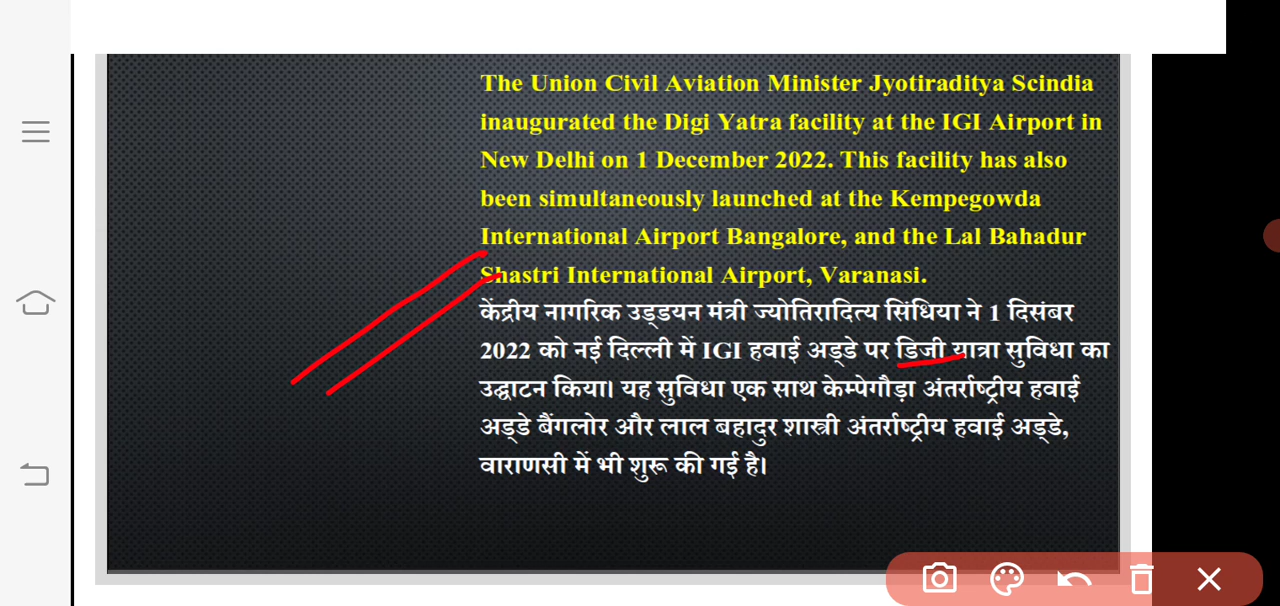 The Union Civil Aviation Minister Jyotiraditya Scindia
inaugurated the Digi Yatra facility at the IGI Airport in
New Delhi on 1 December 2022. This facility has also
been simultaneously launched at the Kempegowda
International Airport Bangalore, and the Lal Bahadur
Shastri International Airport, Varanasi.
केंद्रीय नागरिक उड्डयन मंत्री ज्योतिरादित्य सिंधिया ने 1 दिसंबर
2022 को नई दिल्ली में IGI हवाई अड्डे पर डिजी यात्रा सुविधा का
उद्घाटन किया। यह सुविधा एक साथ केम्पेगौड़ा अंतर्राष्ट्रीय हवाई
अड्डे बैंगलोर और लाल बहादुर शास्त्री अंतर्राष्ट्रीय हवाई अड्डे,
वाराणसी में भी शुरू की गई है।